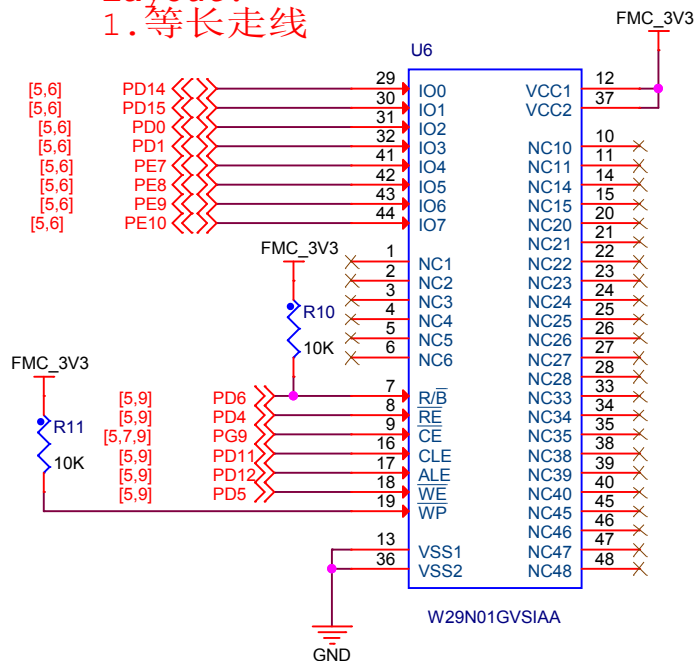 1.等长走线
FMC_3V3
U6
[5,6] PD14 29 IO0 VCC1 12
[5,6] PD15 30 IO1 VCC2 37
[5,6] PD0 31 IO2
[5,6] PD1 32 IO3 NC10 10
[5,6] PE7 41 IO4 NC11 11
[5,6] PE8 42 IO5 NC14 14
[5,6] PE9 43 IO6 NC15 15
[5,6] PE10 44 IO7 NC20 20
NC21 21
FMC_3V3
1 NC1 NC22 22
2 NC2 NC23 23
3 NC3 NC24 24
R10
4 NC4 NC25 25
5 NC5 NC26 26
10K
6 NC6 NC27 27
FMC_3V3
NC28 28
[5,9] PD6 7 R/B NC33 33
[5,9] PD4 8 RE NC34 34
R11
[5,7,9] PG9 9 CE NC35 35
[5,9] PD11 16 CLE NC38 38
10K
[5,9] PD12 17 ALE NC39 39
[5,9] PD5 18 WE NC40 40
19 WP NC45 45
NC46 46
13 VSS1 NC47 47
36 VSS2 NC48 48
W29N01GVSIAA
GND